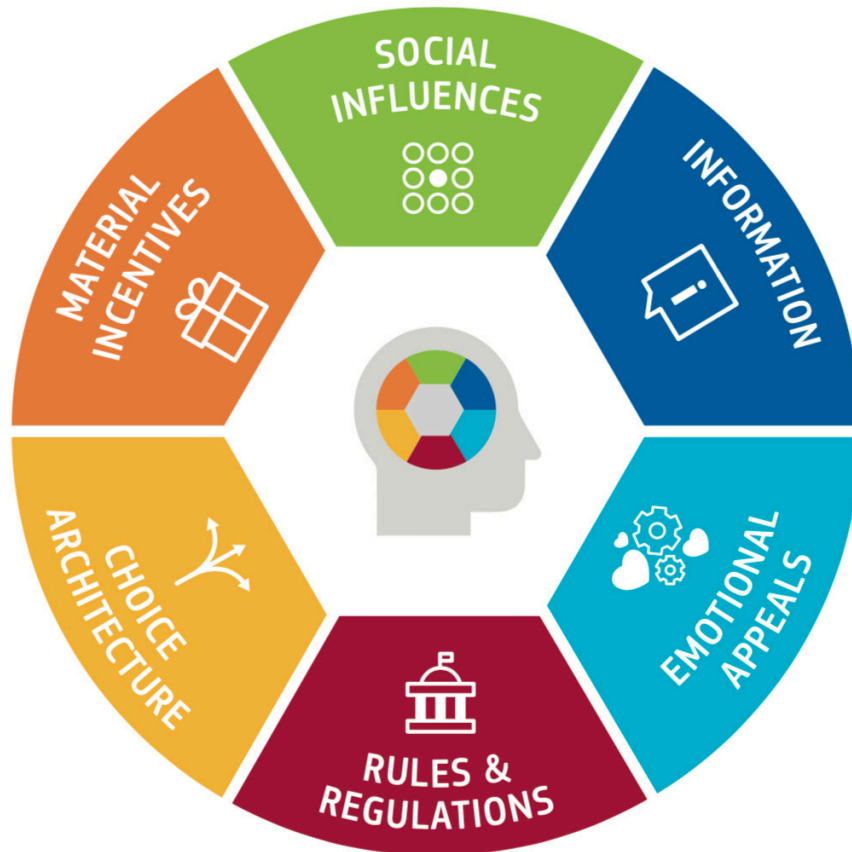 SOCIAL
INFLUENCES
INFORMATION
EMOTIONAL
APPEALS
RULES &
REGULATIONS
CHOICE
ARCHITECTURE
MATERIAL
INCENTIVES